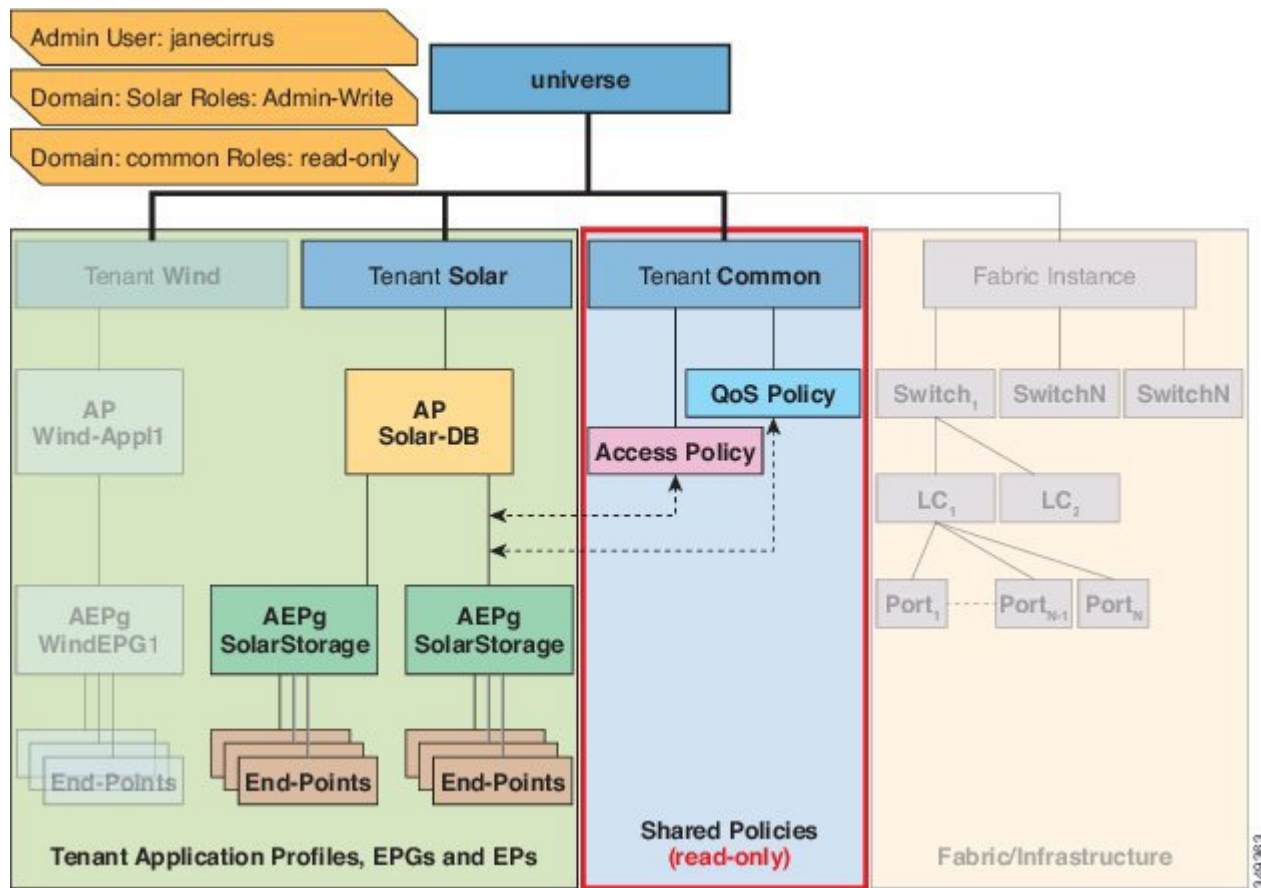 Admin User: janecirrus
Domain: Solar Roles: Admin-Write
Domain: common Roles: read-only
universe
Tenant Wind
Tenant Solar
Tenant Common
Fabric Instance
AP
Wind-Appl1
AP
Solar-DB
QoS Policy
Access Policy
Switch1
SwitchN
SwitchN
LC1
LC2
AEPg
WindEPG1
AEPg
SolarStorage
AEPg
SolarStorage
Port1
PortN-1
PortN
End-Points
End-Points
End-Points
Tenant Application Profiles, EPGs and EPs
Shared Policies
(read-only)
Fabric/Infrastructure
349263